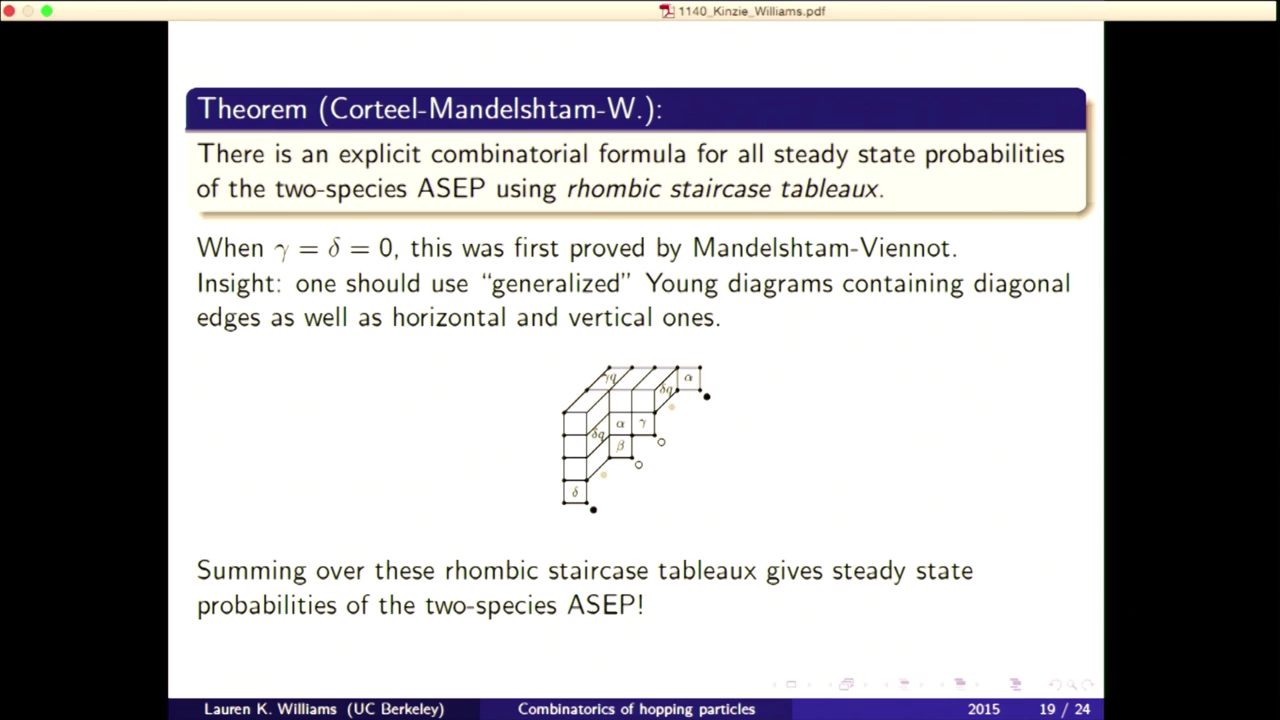 1140_Kinzie_Williams.pdf
Theorem (Corteel-Mandelshtam-W.):
There is an explicit combinatorial formula for all steady state probabilities
of the two-species ASEP using rhombic staircase tableaux.
When γ = δ = 0, this was first proved by Mandelshtam-Viennot.
Insight: one should use “generalized” Young diagrams containing diagonal
edges as well as horizontal and vertical ones.
γq α
δq
α γ
δq
β
δ
Summing over these rhombic staircase tableaux gives steady state
probabilities of the two-species ASEP!
Lauren K. Williams (UC Berkeley) Combinatorics of hopping particles 2015 19 / 24